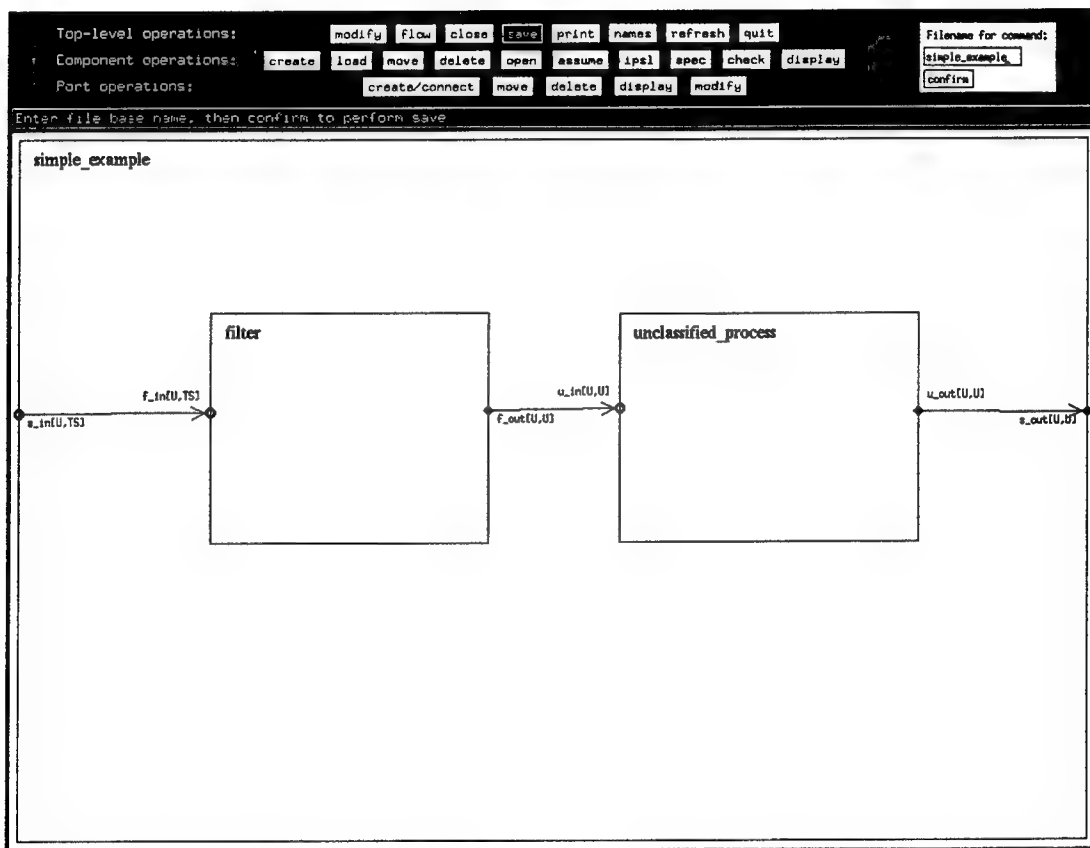 Top-level operations: modify flow close save print names refresh quit
Component operations: create load move delete open assume ipsl spec check display
Port operations: create/connect move delete display modify
Filename for command:
simple_example
confirm
Enter file base name, then confirm to perform save
simple_example
filter
unclassified_process
f_in[U,TS]
u_in[U,U]
u_out[U,U]
s_in[U,TS]
f_out[U,U]
s_out[U,U]